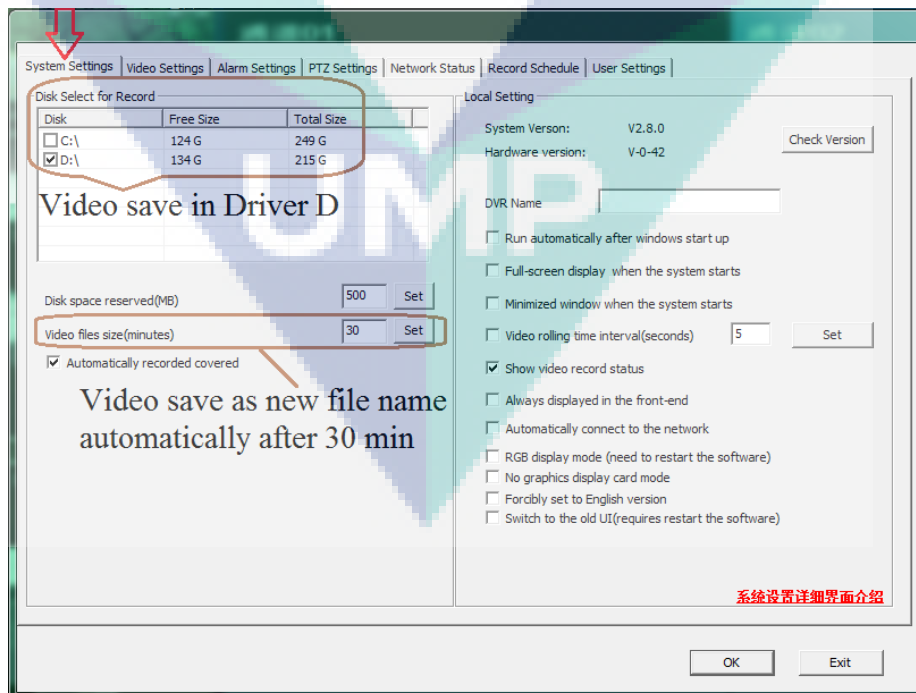 System Settings
Video Settings
Alarm Settings
PTZ Settings
Network Status
Record Schedule
User Settings
Disk Select for Record
Disk Free Size Total Size
C:\ 124 G 249 G
D:\ 134 G 215 G
Video save in Driver D
Disk space reserved(MB) 500 Set
Video files size(minutes) 30 Set
Automatically recorded covered
Video save as new file name
automatically after 30 min
Local Setting
System Verson: V2.8.0
Check Version
Hardware version: V-0-42
DVR Name
Run automatically after windows start up
Full-screen display when the system starts
Minimized window when the system starts
Video rolling time interval(seconds) 5 Set
Show video record status
Always displayed in the front-end
Automatically connect to the network
RGB display mode (need to restart the software)
No graphics display card mode
Forcibly set to English version
Switch to the old UI(requires restart the software)
系统设置详细界面介绍
OK Exit
UMP